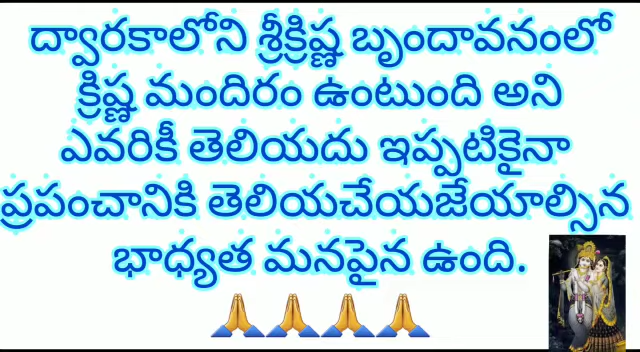 ద్వారకాలోని శ్రీక్రిష్ణ బృందావనంలో
క్రిష్ణ మందిరం ఉంటుంది అని
ఎవరికీ తెలియదు ఇప్పటికైనా
ప్రపంచానికి తెలియచేయజేయాల్సిన
భాధ్యత మనపైన ఉంది.
🙏🙏🙏🙏